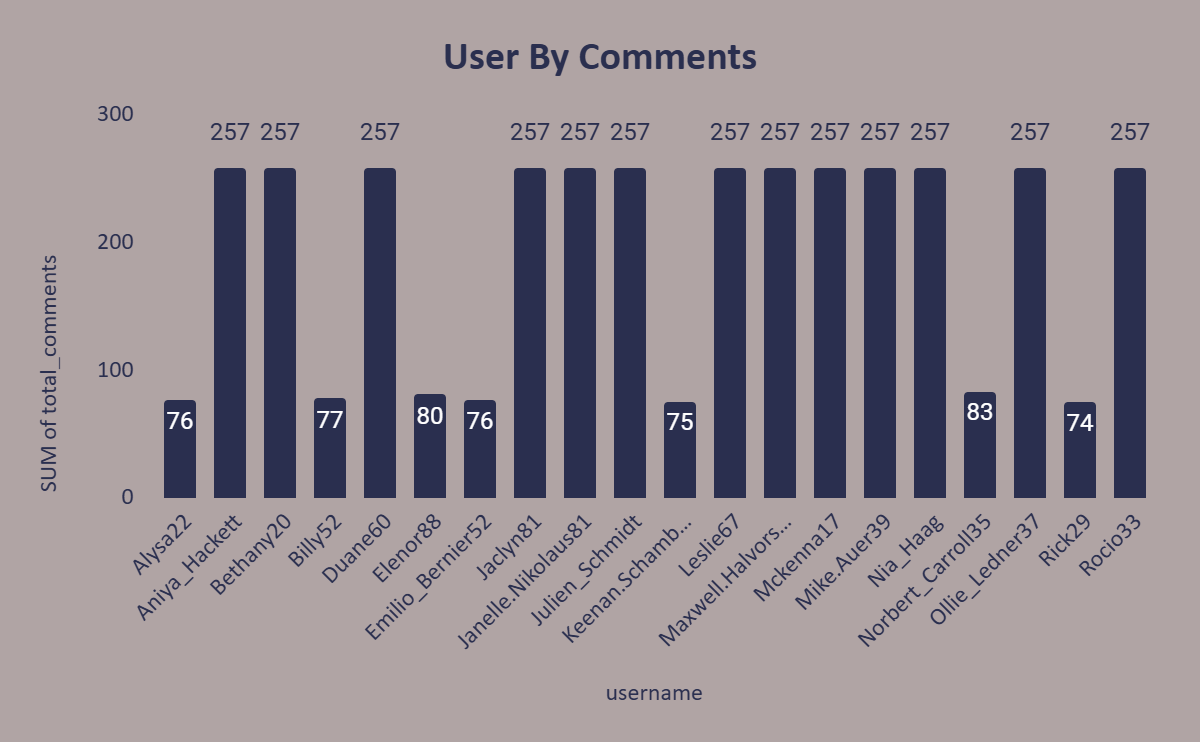 User By Comments
300
257 257 257 257 257 257 257 257 257 257 257 257 257
200
SUM of total_comments
100
76 77 80 76 75 83 74
0
Alysa22
Aniya_Hackett
Bethany20
Billy52
Duane60
Elenor88
Emilio_Bernier52
Jaclyn81
Janelle.Nikolaus81
Julien_Schmidt
Keenan.Schamb...
Leslie67
Maxwell.Halvors...
Mckenna17
Mike.Auer39
Nia_Haag
Norbert_Carroll35
Ollie_Ledner37
Rick29
Rocio33
username